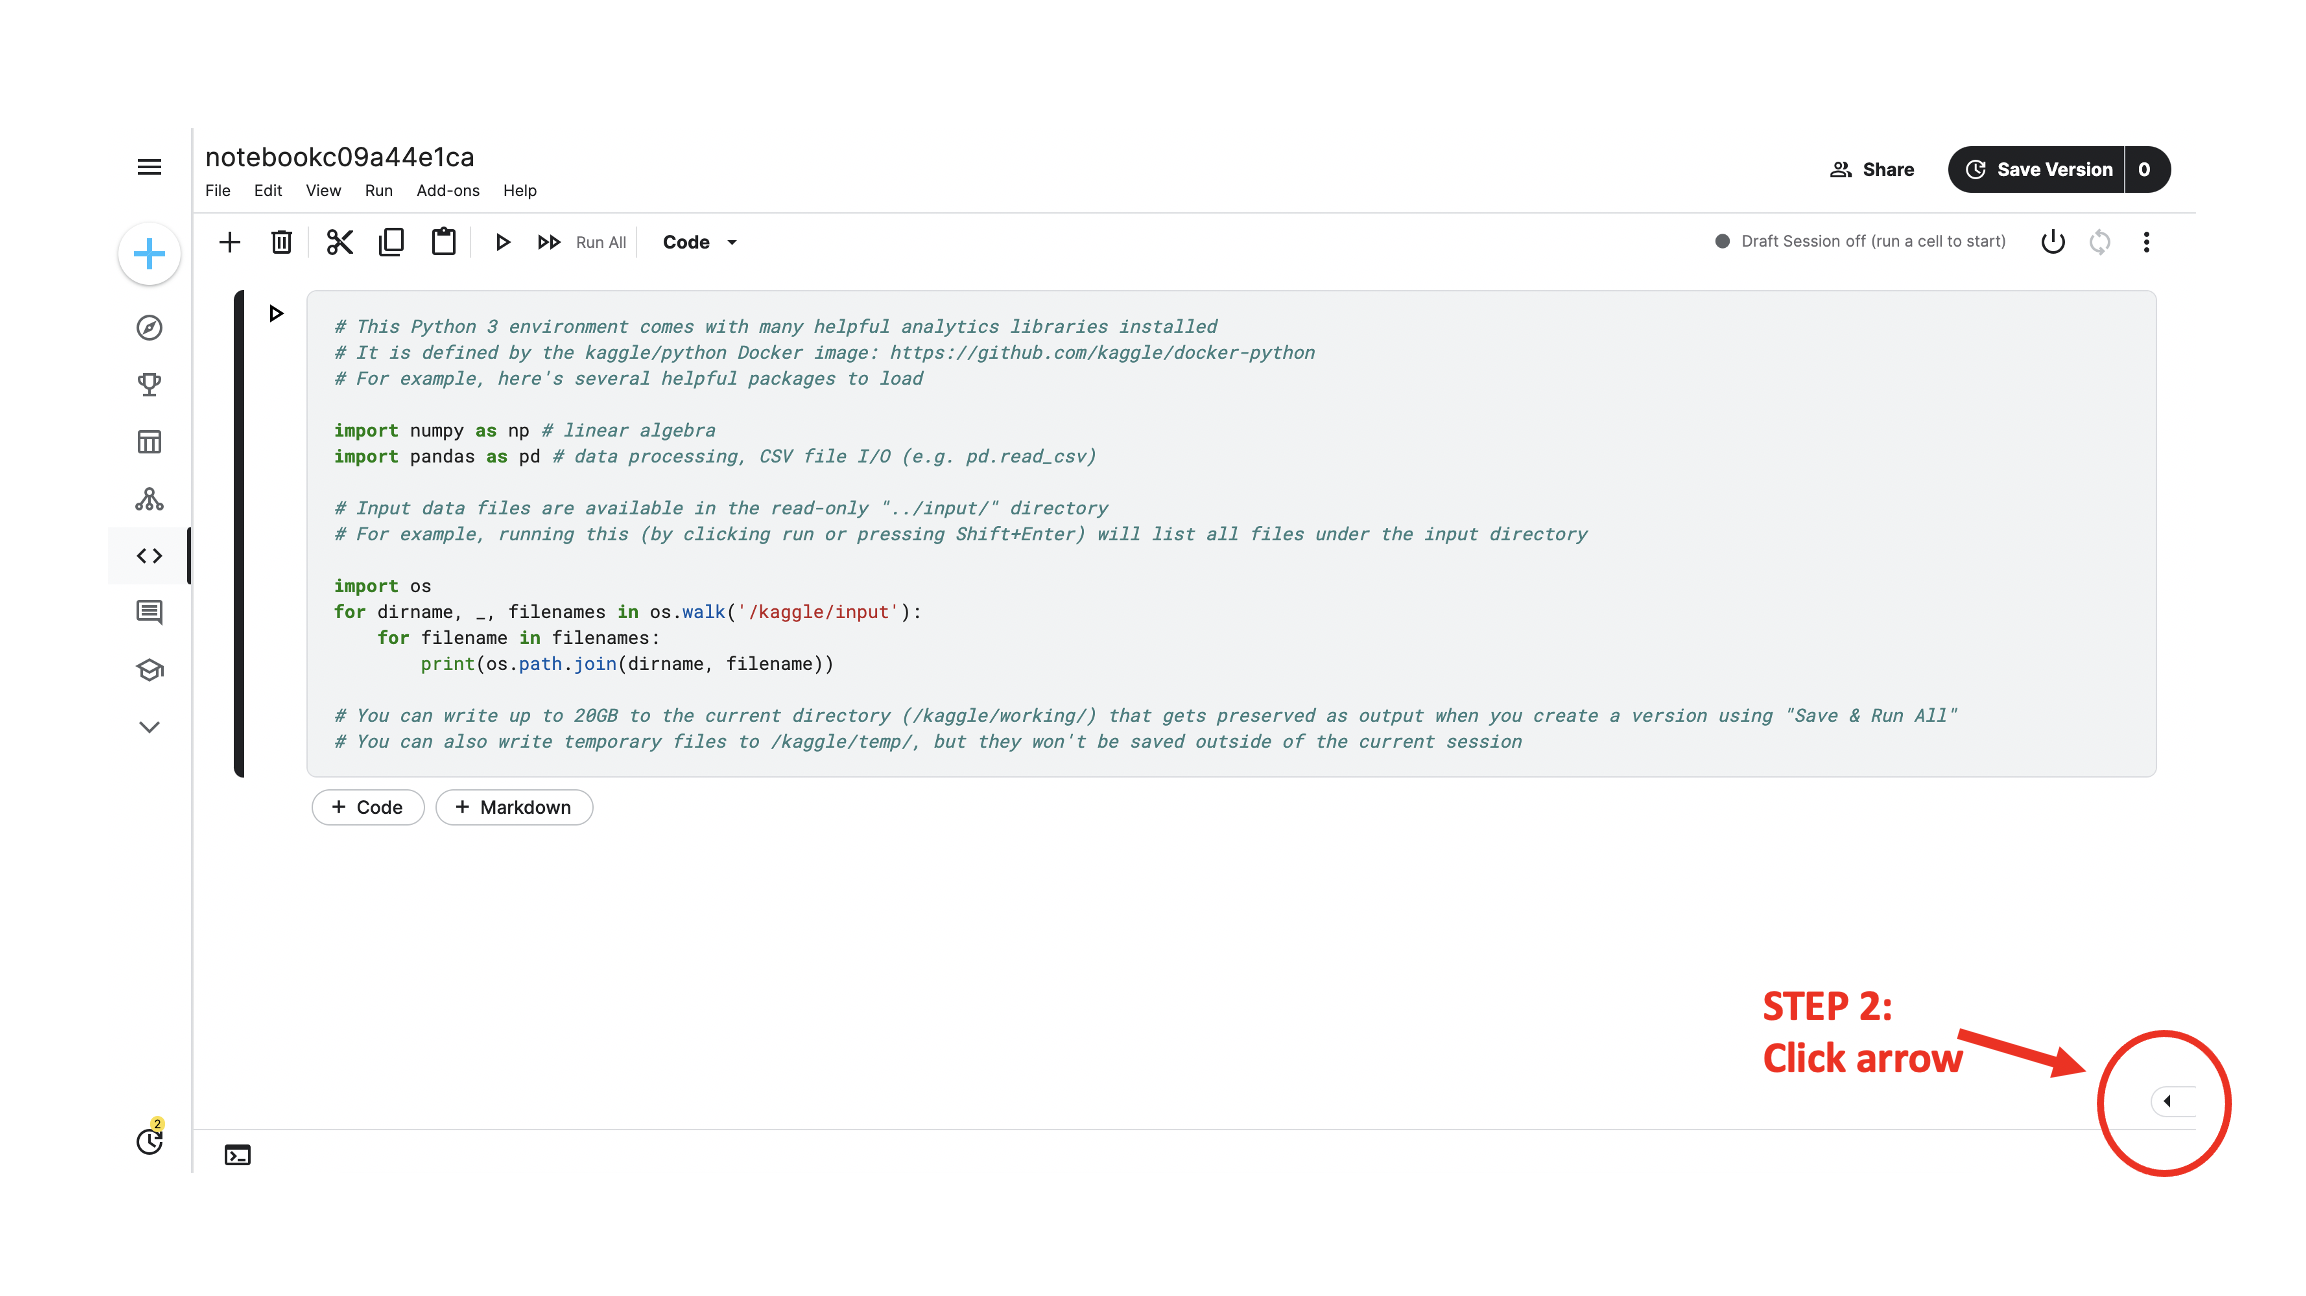 notebookc09a44e1ca
File Edit View Run Add-ons Help
Share
Save Version 0
Run All
Code
Draft Session off (run a cell to start)
# This Python 3 environment comes with many helpful analytics libraries installed
# It is defined by the kaggle/python Docker image: https://github.com/kaggle/docker-python
# For example, here's several helpful packages to load
import numpy as np # linear algebra
import pandas as pd # data processing, CSV file I/O (e.g. pd.read_csv)
# Input data files are available in the read-only "../input/" directory
# For example, running this (by clicking run or pressing Shift+Enter) will list all files under the input directory
import os
for dirname, _, filenames in os.walk('/kaggle/input'):
    for filename in filenames:
        print(os.path.join(dirname, filename))
# You can write up to 20GB to the current directory (/kaggle/working/) that gets preserved as output when you create a version using "Save & Run All"
# You can also write temporary files to /kaggle/temp/, but they won't be saved outside of the current session
+ Code
+ Markdown
STEP 2:
Click arrow
2